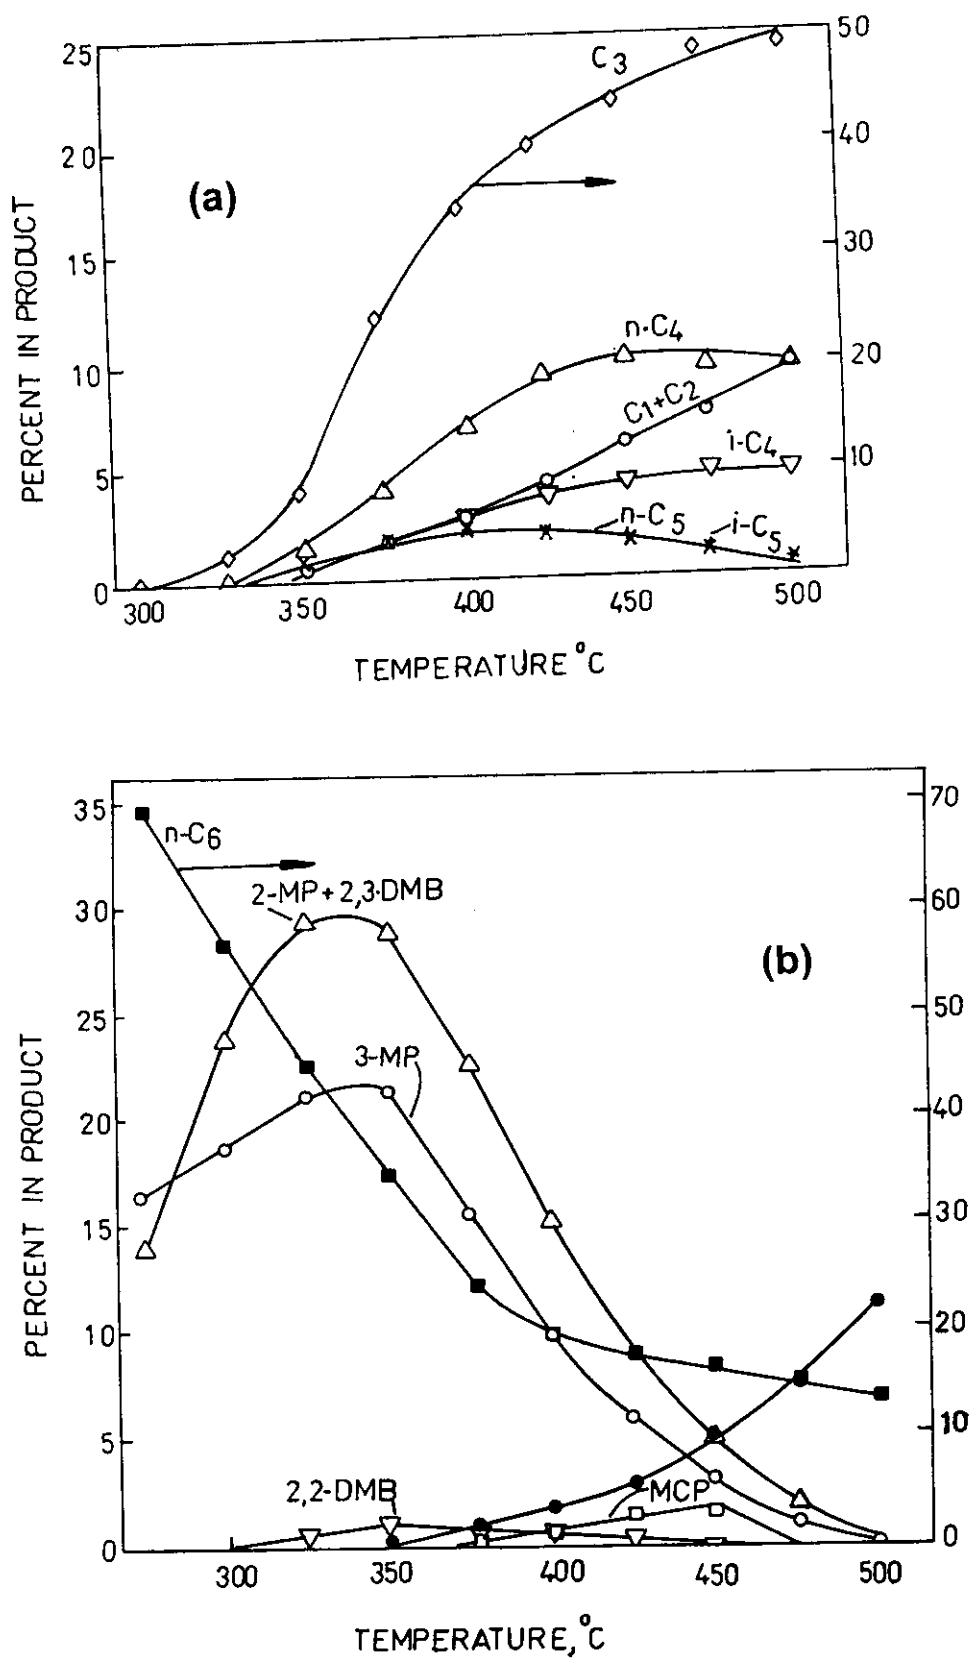 50
25
C3
40
20
(a)
30
15
n-C4
20
10
C1+C2
i-C4
10
5
n-C5
i-C5
0
300 350 400 450 500
TEMPERATURE °C
PERCENT IN PRODUCT
70
35
n-C6
2-MP+2,3-DMB
60
30
(b)
50
25
3-MP
40
20
30
15
20
10
10
5
2,2-DMB
MCP
0
0
300 350 400 450 500
TEMPERATURE, °C
PERCENT IN PRODUCT